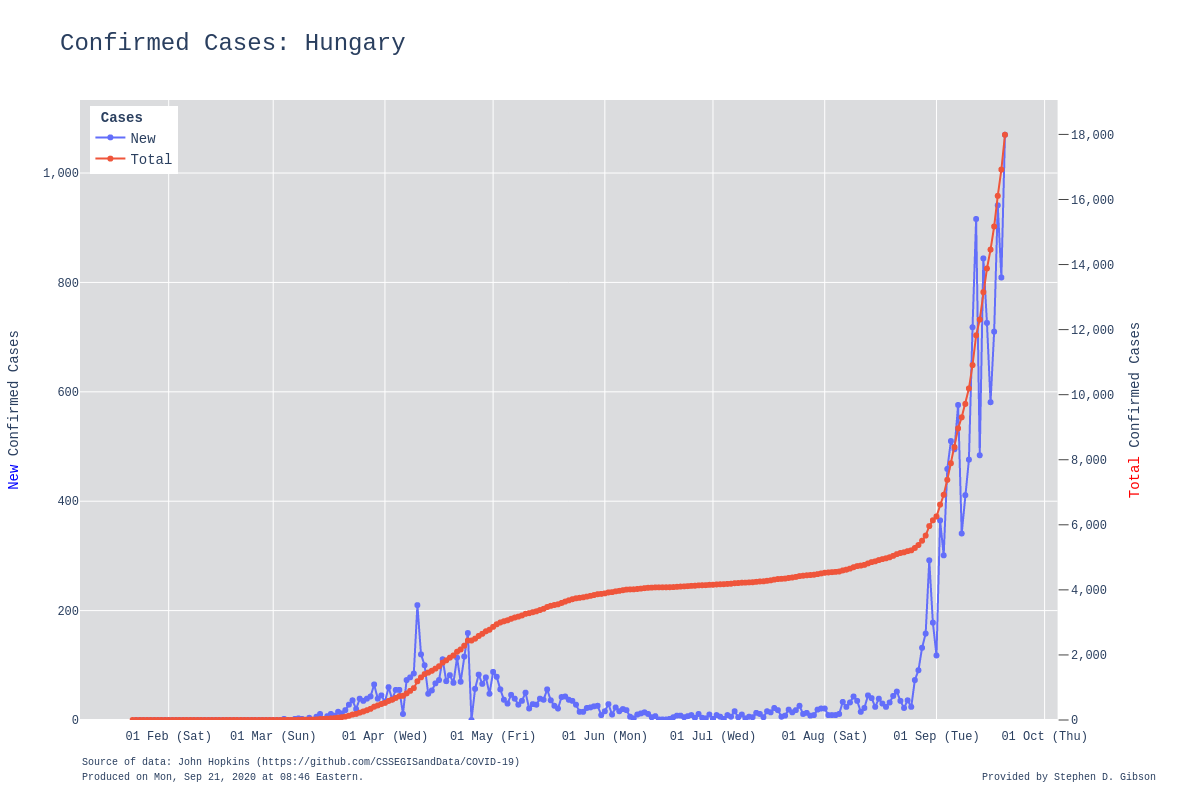 Confirmed Cases: Hungary
Cases
New
Total
1,000
800
600
400
200
0
New Confirmed Cases
18,000
16,000
14,000
12,000
10,000
8,000
6,000
4,000
2,000
0
Total Confirmed Cases
01 Feb (Sat) 01 Mar (Sun) 01 Apr (Wed) 01 May (Fri) 01 Jun (Mon) 01 Jul (Wed) 01 Aug (Sat) 01 Sep (Tue) 01 Oct (Thu)
Source of data: John Hopkins (https://github.com/CSSEGISandData/COVID-19)
Produced on Mon, Sep 21, 2020 at 08:46 Eastern.
Provided by Stephen D. Gibson